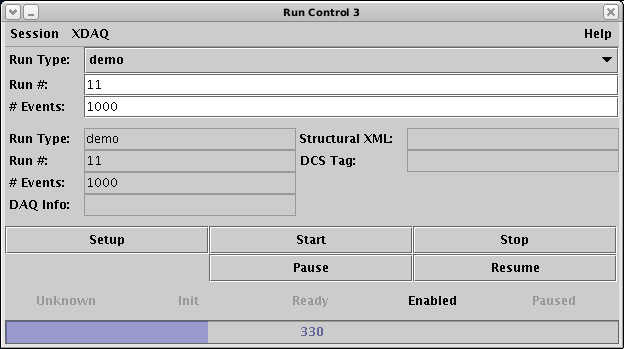 Run Control 3
Session XDAQ Help
Run Type: demo
Run #: 11
# Events: 1000
Run Type: demo Structural XML:
Run #: 11 DCS Tag:
# Events: 1000
DAQ Info:
Setup Start Stop
Pause Resume
Unknown Init Ready Enabled Paused
330